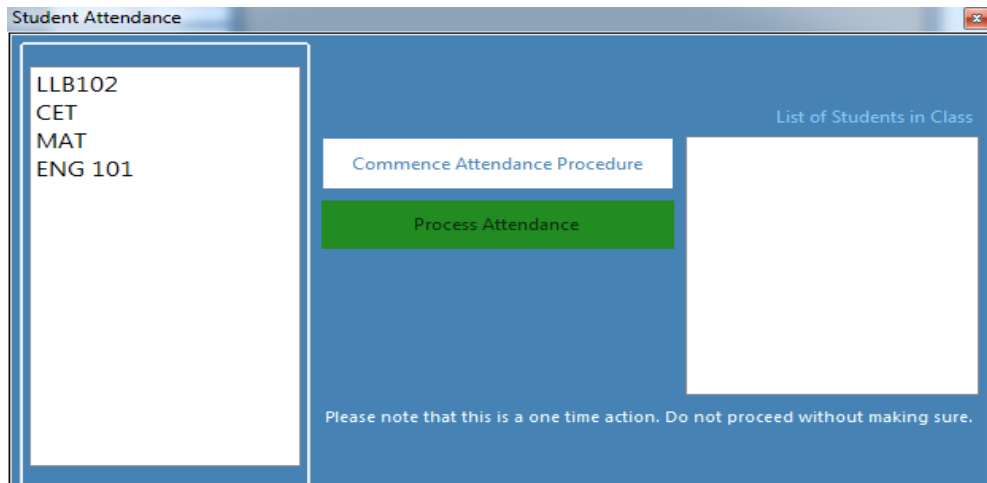 Student Attendance
LLB102
CET
MAT
ENG 101
List of Students in Class
Commence Attendance Procedure
Process Attendance
Please note that this is a one time action. Do not proceed without making sure.